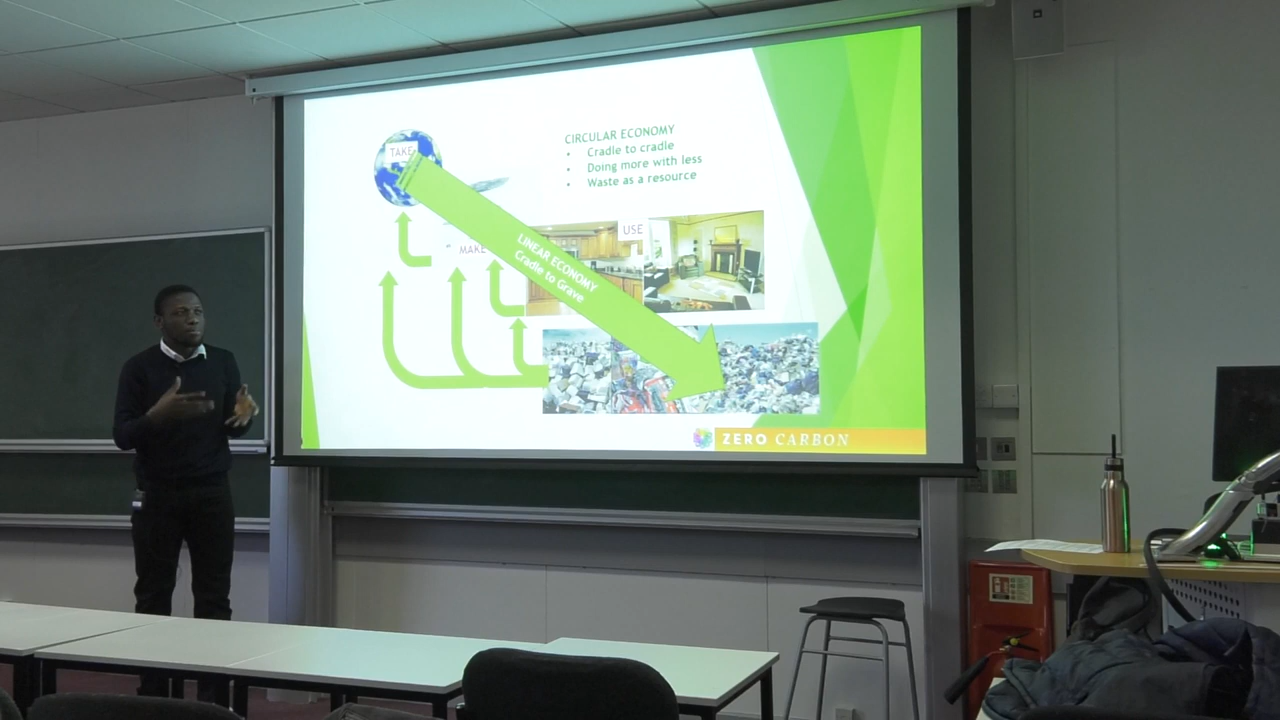 CIRCULAR ECONOMY
• Cradle to cradle
• Doing more with less
• Waste as a resource
TAKE
MAKE
USE
LINEAR ECONOMY
Cradle to Grave
ZERO CARBON